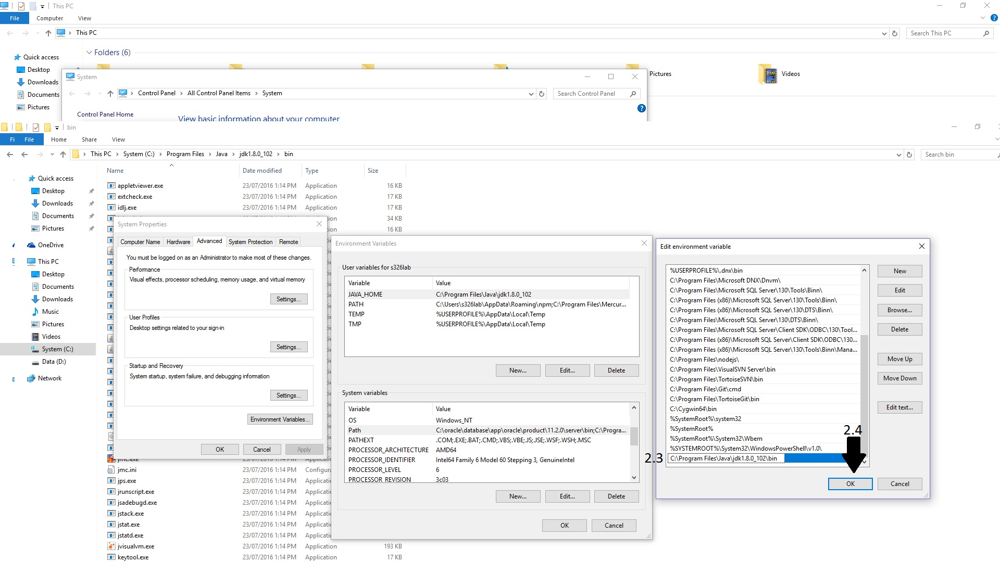 This PC
File Computer View
This PC
Search This PC
Quick access
Desktop
Downloads
Documents
Pictures
Folders (6)
Pictures
Videos
System
Control Panel All Control Panel Items System
Search Control Panel
Control Panel Home
View basic information about your computer
bin
Fi File Home Share View
This PC System (C:) Program Files Java jdk1.8.0_102 bin
Search bin
Quick access
Desktop
Downloads
Documents
Pictures
OneDrive
This PC
Desktop
Documents
Downloads
Music
Pictures
Videos
System (C:)
Data (D:)
Network
Name Date modified Type Size
appletviewer.exe 23/07/2016 1:14 PM Application 16 KB
extcheck.exe 23/07/2016 1:14 PM Application 17 KB
idlj.exe 23/07/2016 1:14 PM Application 17 KB
34 KB
16 KB
System Properties
Computer Name Hardware Advanced System Protection Remote
You must be logged on as an Administrator to make most of these changes.
Performance
Visual effects, processor scheduling, memory usage, and virtual memory
Settings...
User Profiles
Desktop settings related to your sign-in
Settings...
Startup and Recovery
System startup, system failure, and debugging information
Settings...
Environment Variables...
OK Cancel Apply
jmc.exe 23/07/2016 1:14 PM Application
jmc.ini 23/07/2016 1:14 PM Configura
jps.exe 23/07/2016 1:14 PM Application
jrunscript.exe 23/07/2016 1:14 PM Application
jsadebugd.exe 23/07/2016 1:14 PM Application
jstack.exe 23/07/2016 1:14 PM Application
jstat.exe 23/07/2016 1:14 PM Application
jstatd.exe 23/07/2016 1:14 PM Application
jvisualvm.exe 23/07/2016 1:14 PM Application 193 KB
keytool.exe 23/07/2016 1:14 PM Application 17 KB
Environment Variables
User variables for s326lab
Variable Value
JAVA_HOME C:\Program Files\Java\jdk1.8.0_102
PATH C:\Users\s326lab\AppData\Roaming\npm;C:\Program Files\Mercur...
TEMP %USERPROFILE%\AppData\Local\Temp
TMP %USERPROFILE%\AppData\Local\Temp
New... Edit... Delete
System variables
Variable Value
OS Windows_NT
Path C:\oracle\database\app\oracle\product\11.2.0\server\bin;C:\Progra...
PATHEXT .COM;.EXE;.BAT;.CMD;.VBS;.VBE;.JS;.JSE;.WSF;.WSH;.MSC
PROCESSOR_ARCHITECTURE AMD64
PROCESSOR_IDENTIFIER Intel64 Family 6 Model 60 Stepping 3, GenuineIntel
PROCESSOR_LEVEL 6
PROCESSOR_REVISION 3c03
New... Edit... Delete
OK Cancel
Edit environment variable
%USERPROFILE%\.dnx\bin
C:\Program Files\Microsoft DNX\Dnvm\
C:\Program Files\Microsoft SQL Server\130\Tools\Binn\
C:\Program Files (x86)\Microsoft SQL Server\130\Tools\Binn\
C:\Program Files (x86)\Microsoft SQL Server\130\DTS\Binn\
C:\Program Files\Microsoft SQL Server\130\DTS\Binn\
C:\Program Files\Microsoft SQL Server\Client SDK\ODBC\130\Tool...
C:\Program Files (x86)\Microsoft SQL Server\Client SDK\ODBC\130...
C:\Program Files (x86)\Microsoft SQL Server\130\Tools\Binn\Mana...
C:\Program Files\nodejs\
C:\Program Files\VisualSVN Server\bin
C:\Program Files\TortoiseSVN\bin
C:\Program Files\Git\cmd
C:\Program Files\TortoiseGit\bin
C:\Cygwin64\bin
%SystemRoot%\system32
%SystemRoot%
%SystemRoot%\System32\Wbem
%SYSTEMROOT%\System32\WindowsPowerShell\v1.0\
C:\Program Files\Java\jdk1.8.0_102\bin
New
Edit
Browse...
Delete
Move Up
Move Down
Edit text...
2.3
2.4
OK Cancel